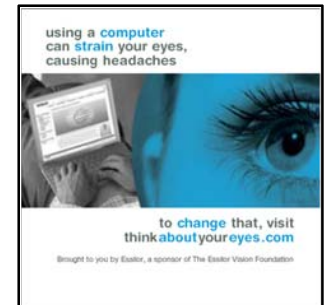 using a computer
can strain your eyes,
causing headaches
to change that, visit
thinkaboutyoureyes.com
Brought to you by Essilor, a sponsor of The Essilor Vision Foundation